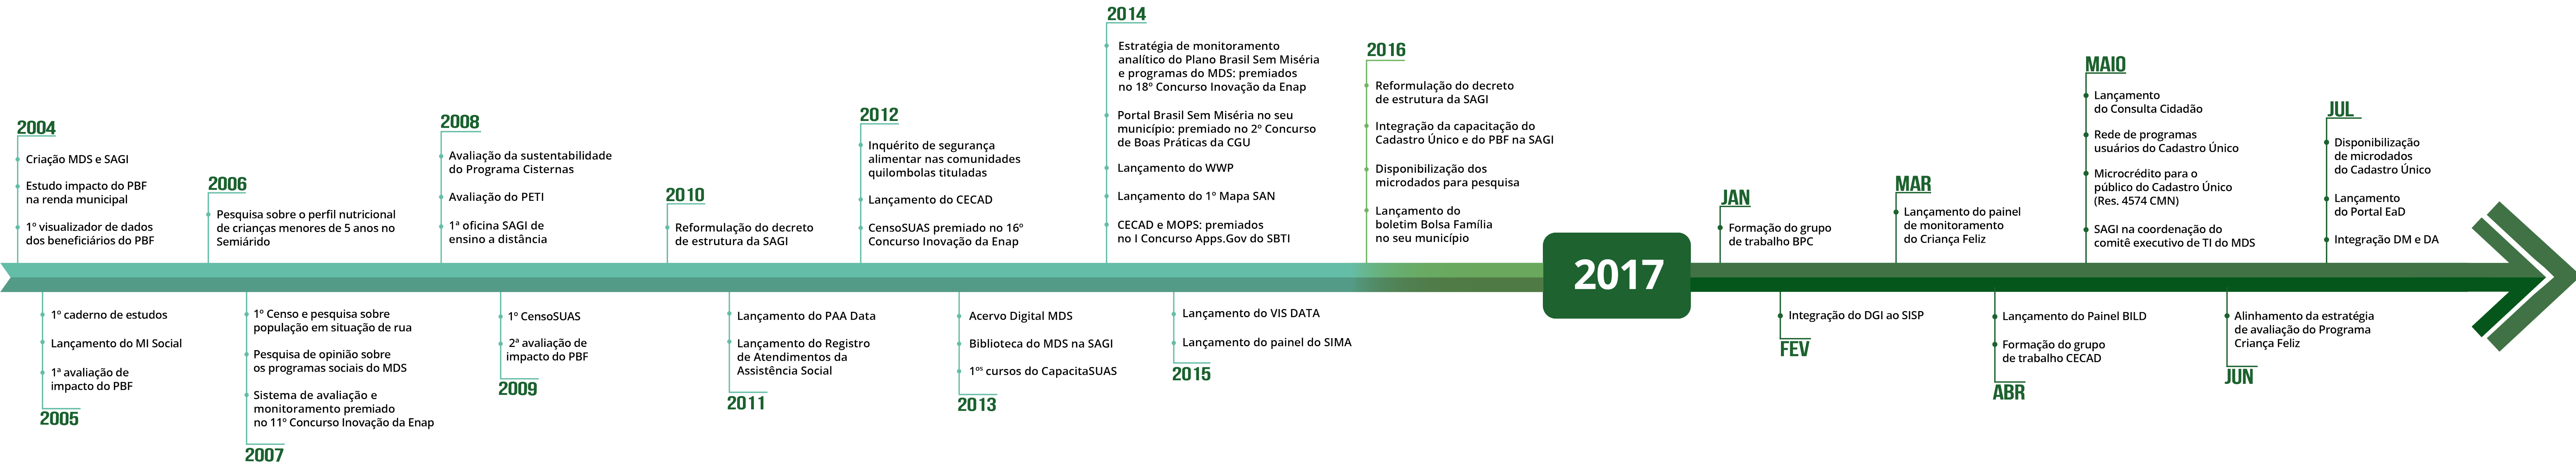 2004
Criação MDS e SAGI
Estudo impacto do PBF
na renda municipal
1º visualizador de dados
dos beneficiários do PBF
1º caderno de estudos
Lançamento do MI Social
1ª avaliação de
impacto do PBF
2005
2006
Pesquisa sobre o perfil nutricional
de crianças menores de 5 anos no
Semiárido
1º Censo e pesquisa sobre
população em situação de rua
Pesquisa de opinião sobre
os programas sociais do MDS
Sistema de avaliação e
monitoramento premiado
no 11º Concurso Inovação da Enap
2007
2008
Avaliação da sustentabilidade
do Programa Cisternas
Avaliação do PETI
1ª oficina SAGI de
ensino a distância
1º CensoSUAS
2ª avaliação de
impacto do PBF
2009
2010
Reformulação do decreto
de estrutura da SAGI
Lançamento do PAA Data
Lançamento do Registro
de Atendimentos da
Assistência Social
2011
2012
Inquérito de segurança
alimentar nas comunidades
quilombolas tituladas
Lançamento do CECAD
CensoSUAS premiado no 16º
Concurso Inovação da Enap
Acervo Digital MDS
Biblioteca do MDS na SAGI
1ºs cursos do CapacitaSUAS
2013
2014
Estratégia de monitoramento
analítico do Plano Brasil Sem Miséria
e programas do MDS: premiados
no 18º Concurso Inovação da Enap
Portal Brasil Sem Miséria no seu
município: premiado no 2º Concurso
de Boas Práticas da CGU
Lançamento do WWP
Lançamento do 1º Mapa SAN
CECAD e MOPS: premiados
no I Concurso Apps.Gov do SBTI
Lançamento do VIS DATA
Lançamento do painel do SIMA
2015
2016
Reformulação do decreto
de estrutura da SAGI
Integração da capacitação do
Cadastro Único e do PBF na SAGI
Disponibilização dos
microdados para pesquisa
Lançamento do
boletim Bolsa Família
no seu município
2017
JAN
Formação do grupo
de trabalho BPC
Integração do DGI ao SISP
FEV
MAR
Lançamento do painel
de monitoramento
do Criança Feliz
Lançamento do Painel BILD
Formação do grupo
de trabalho CECAD
ABR
MAIO
Lançamento
do Consulta Cidadão
Rede de programas
usuários do Cadastro Único
Microcrédito para o
público do Cadastro Único
(Res. 4574 CMN)
SAGI na coordenação do
comitê executivo de TI do MDS
Alinhamento da estratégia
de avaliação do Programa
Criança Feliz
JUN
JUL
Disponibilização
de microdados
do Cadastro Único
Lançamento
do Portal EaD
Integração DM e DA